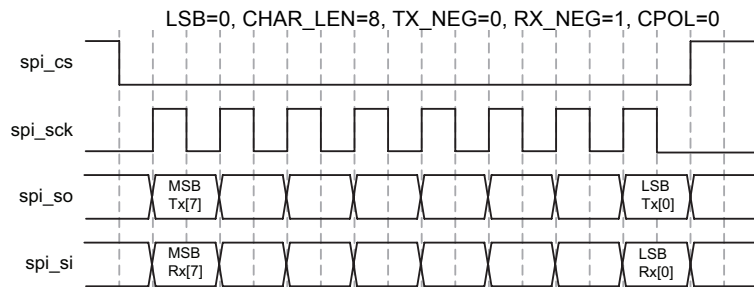 LSB=0, CHAR_LEN=8, TX_NEG=0, RX_NEG=1, CPOL=0
spi_cs
spi_sck
spi_so
MSB
Tx[7]
LSB
Tx[0]
spi_si
MSB
Rx[7]
LSB
Rx[0]